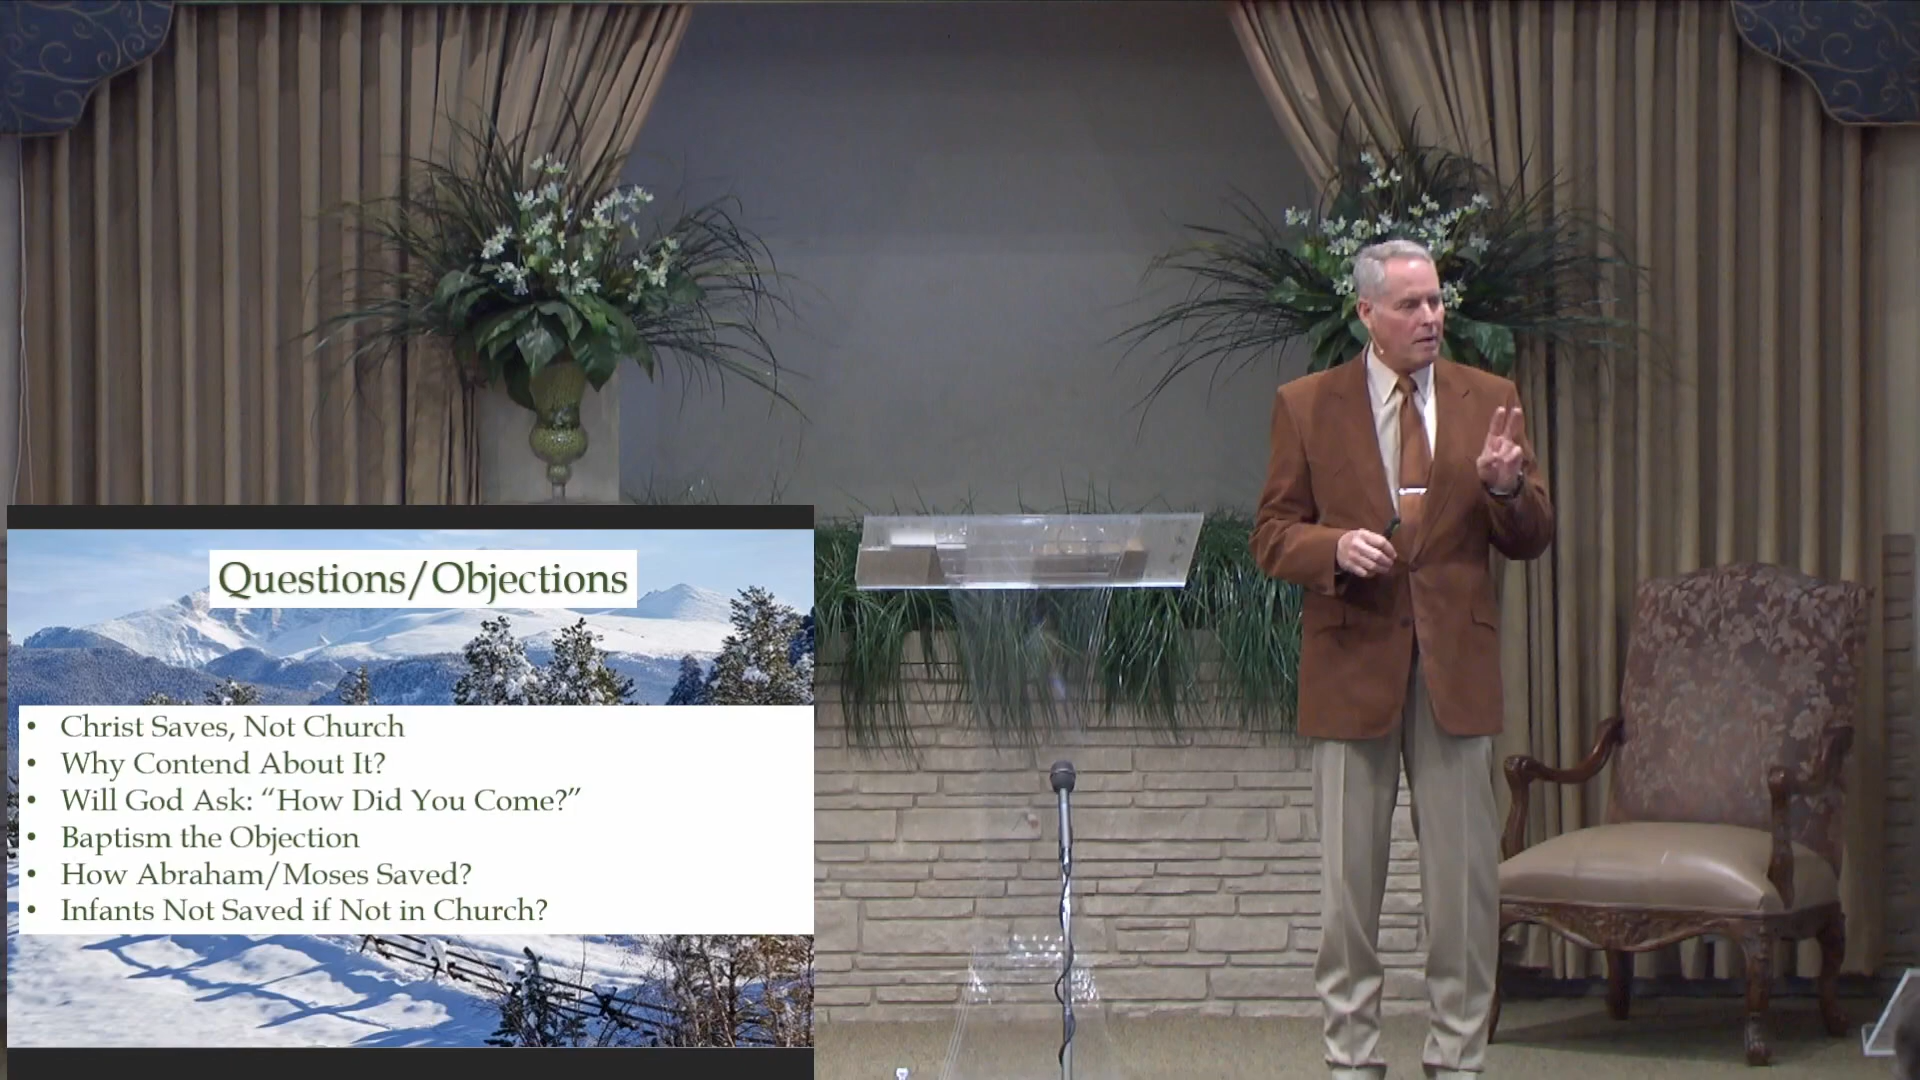 Questions/Objections
• Christ Saves, Not Church
• Why Contend About It?
• Will God Ask: “How Did You Come?”
• Baptism the Objection
• How Abraham/Moses Saved?
• Infants Not Saved if Not in Church?